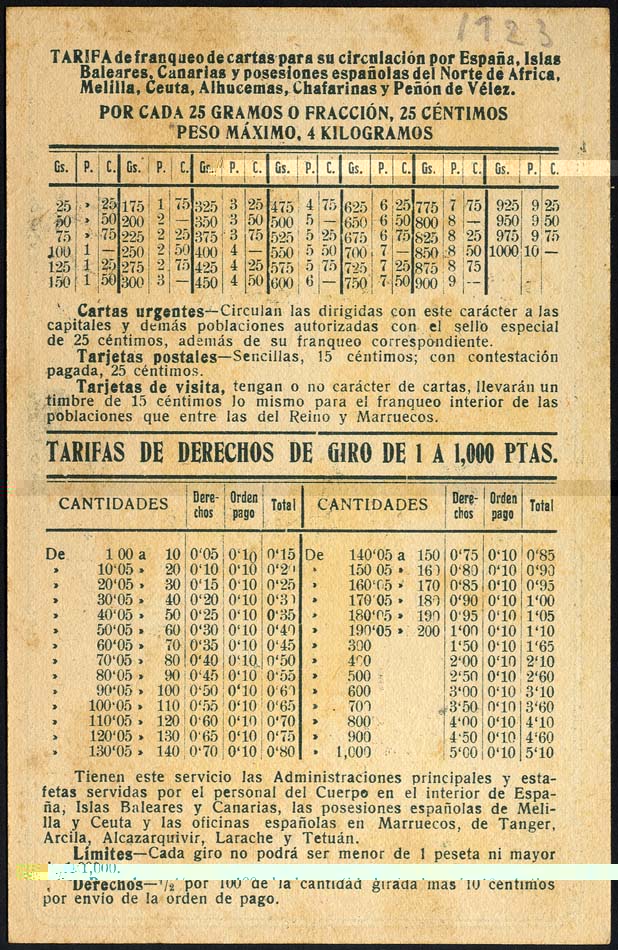 1923
TARIFA de franqueo de cartas para su circulación por España, Islas
Baleares, Canarias y posesiones españolas del Norte de Africa,
Melilla, Ceuta, Alhucemas, Chafarinas y Peñón de Vélez.
POR CADA 25 GRAMOS O FRACCIÓN, 25 CÉNTIMOS
PESO MÁXIMO, 4 KILOGRAMOS
Gs. P. C. Gs. P. C. Gr. P. C. Gs. P. C. Gs. P. C. Gs. P. C. Gs. P. C.
25 » 25 175 1 75 325 3 25 475 4 75 625 6 25 775 7 75 925 9 25
50 » 50 200 2 — 350 3 50 500 5 — 650 6 50 800 8 — 950 9 50
75 » 75 225 2 25 375 3 75 525 5 25 675 6 75 825 8 25 975 9 75
100 1 — 250 2 50 400 4 — 550 5 50 700 7 — 850 8 50 1000 10 —
125 1 25 275 2 75 425 4 25 575 5 75 725 7 25 875 8 75
150 1 50 300 3 — 450 4 50 600 6 — 750 7 50 900 9 —
Cartas urgentes—Circulan las dirigidas con este carácter a las
capitales y demás poblaciones autorizadas con el sello especial
de 25 céntimos, además de su franqueo correspondiente.
Tarjetas postales—Sencillas, 15 céntimos; con contestación
pagada, 25 céntimos.
Tarjetas de visita, tengan o no carácter de cartas, llevarán un
timbre de 15 céntimos lo mismo para el franqueo interior de las
poblaciones que entre las del Reino y Marruecos.
TARIFAS DE DERECHOS DE GIRO DE 1 A 1,000 PTAS.
CANTIDADES Dere-chos Orden pago Total CANTIDADES Dere-chos Orden pago Total
De 1 00 a 10 0'05 0'10 0'15 De 140'05 a 150 0'75 0'10 0'85
» 10'05 » 20 0'10 0'10 0'20 » 150 05 » 160 0'80 0'10 0'90
» 20'05 » 30 0'15 0'10 0'25 » 160'05 » 170 0'85 0'10 0'95
» 30'05 » 40 0'20 0'10 0'30 » 170'05 » 180 0'90 0'10 1'00
» 40'05 » 50 0'25 0'10 0'35 » 180'05 » 190 0'95 0'10 1'05
» 50'05 » 60 0'30 0'10 0'40 » 190'05 » 200 1'00 0'10 1'10
» 60'05 » 70 0'35 0'10 0'45 » 300 1'50 0'10 1'65
» 70'05 » 80 0'40 0'10 0'50 » 400 2'00 0'10 2'10
» 80'05 » 90 0'45 0'10 0'55 » 500 2'50 0'10 2'60
» 90'05 » 100 0'50 0'10 0'60 » 600 3'00 0'10 3'10
» 100'05 » 110 0'55 0'10 0'65 » 700 3'50 0'10 3'60
» 110'05 » 120 0'60 0'10 0'70 » 800 4'00 0'10 4'10
» 120'05 » 130 0'65 0'10 0'75 » 900 4'50 0'10 4'60
» 130'05 » 140 0'70 0'10 0'80 » 1,000 5'00 0'10 5'10
Tienen este servicio las Administraciones principales y esta-
fetas servidas por el personal del Cuerpo en el interior de Espa-
ña, Islas Baleares y Canarias, las posesiones españolas de Meli-
lla y Ceuta y las oficinas españolas en Marruecos, de Tanger,
Arcila, Alcazarquivir, Larache y Tetuán.
Límites—Cada giro no podrá ser menor de 1 peseta ni mayor
1,000.
Derechos—1/2 por 100 de la cantidad girada mas 10 céntimos
por envío de la orden de pago.